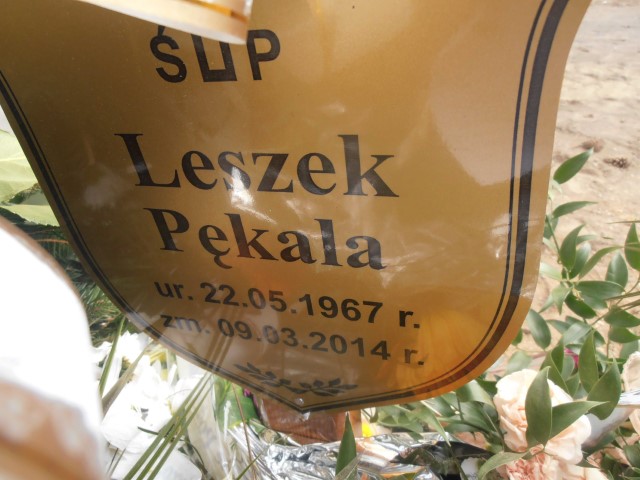 ŚP
Leszek
Pękala
ur. 22.05.1967 r.
zm. 09.03.2014 r.